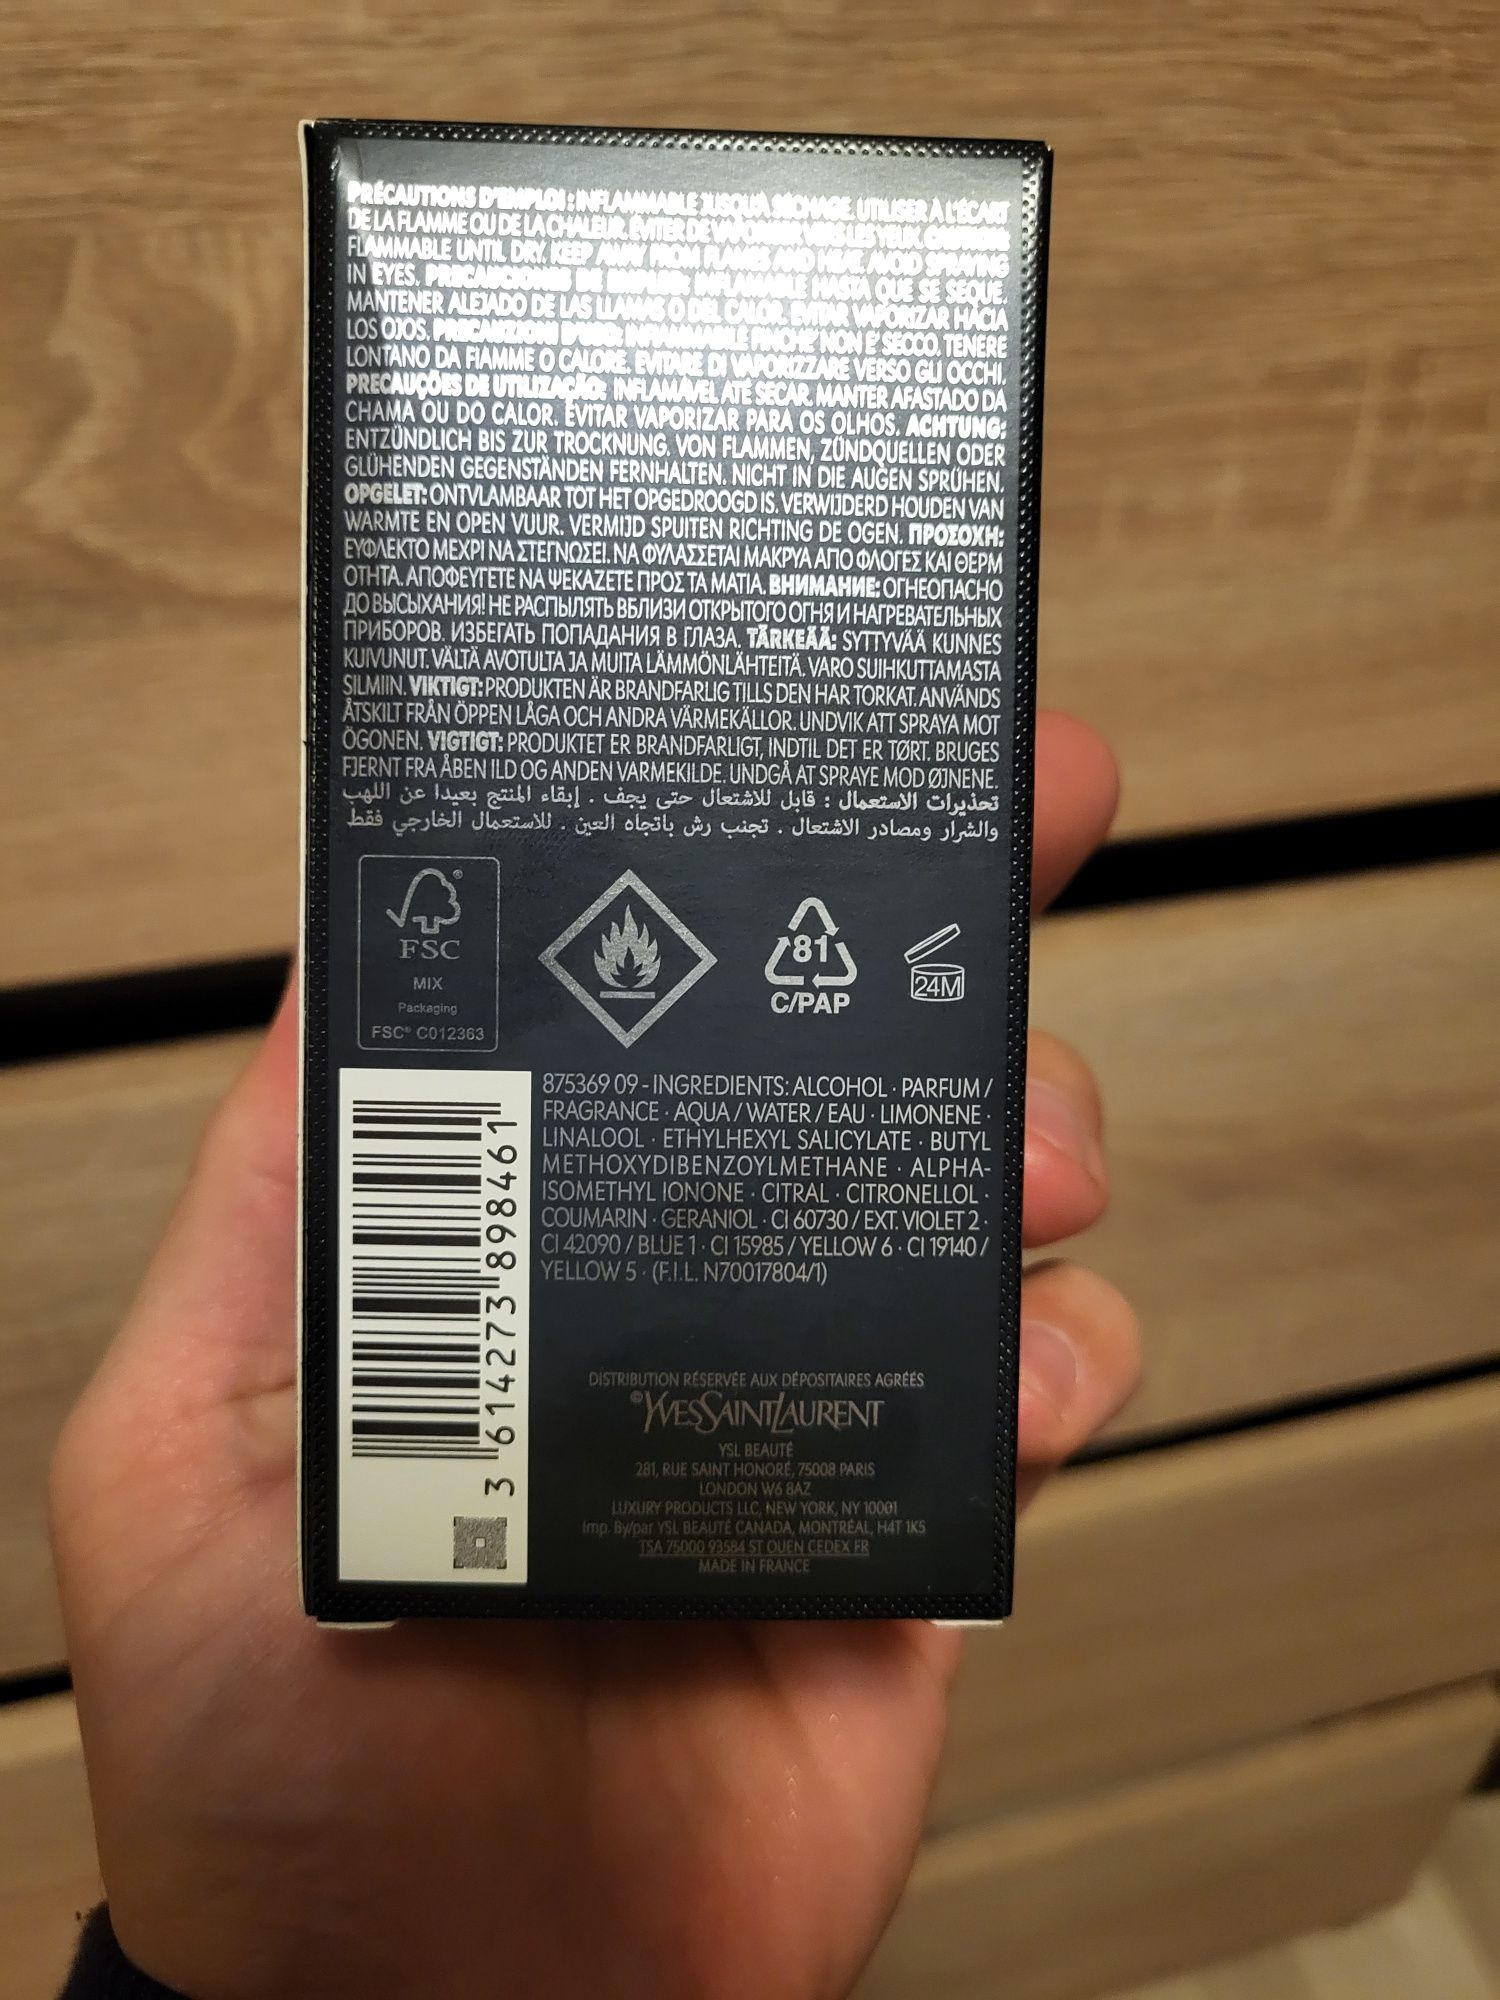 PRÉCAUTIONS D'EMPLOI : INFLAMMABLE JUSQU'À SÉCHAGE. UTILISER À L'ÉCART
DE LA FLAMME OU DE LA CHALEUR. ÉVITER DE VAPORISER VERS LES YEUX. CAUTION:
FLAMMABLE UNTIL DRY. KEEP AWAY FROM FLAMES AND HEAT. AVOID SPRAYING
IN EYES. PRECAUCIONES DE EMPLEO: INFLAMABLE HASTA QUE SE SEQUE.
MANTENER ALEJADO DE LAS LLAMAS O DEL CALOR. EVITAR VAPORIZAR HACIA
LOS OJOS. PRECAUZIONI D'USO: INFIAMMABILE FINCHE' NON E' SECCO. TENERE
LONTANO DA FIAMME O CALORE. EVITARE DI VAPORIZZARE VERSO GLI OCCHI.
PRECAUÇÕES DE UTILIZAÇÃO: INFLAMÁVEL ATÉ SECAR. MANTER AFASTADO DA
CHAMA OU DO CALOR. EVITAR VAPORIZAR PARA OS OLHOS. ACHTUNG:
ENTZÜNDLICH BIS ZUR TROCKNUNG. VON FLAMMEN, ZÜNDQUELLEN ODER
GLÜHENDEN GEGENSTÄNDEN FERNHALTEN. NICHT IN DIE AUGEN SPRÜHEN.
OPGELET: ONTVLAMBAAR TOT HET OPGEDROOGD IS. VERWIJDERD HOUDEN VAN
WARMTE EN OPEN VUUR. VERMIJD SPUITEN RICHTING DE OGEN. ΠΡΟΣΟΧΗ:
ΕΥΦΛΕΚΤΟ ΜΕΧΡΙ ΝΑ ΣΤΕΓΝΩΣΕΙ. ΝΑ ΦΥΛΑΣΣΕΤΑΙ ΜΑΚΡΥΑ ΑΠΟ ΦΛΟΓΕΣ ΚΑΙ ΘΕΡΜ
ΟΤΗΤΑ. ΑΠΟΦΕΥΓΕΤΕ ΝΑ ΨΕΚΑΖΕΤΕ ΠΡΟΣ ΤΑ ΜΑΤΙΑ. ВНИМАНИЕ: ОГНЕОПАСНО
ДО ВЫСЫХАНИЯ! НЕ РАСПЫЛЯТЬ ВБЛИЗИ ОТКРЫТОГО ОГНЯ И НАГРЕВАТЕЛЬНЫХ
ПРИБОРОВ. ИЗБЕГАТЬ ПОПАДАНИЯ В ГЛАЗА. TÄRKEÄÄ: SYTTYVÄÄ KUNNES
KUIVUNUT. VÄLTÄ AVOTULTA JA MUITA LÄMMÖNLÄHTEITÄ. VARO SUIHKUTTAMASTA
SILMIIN. VIKTIGT: PRODUKTEN ÄR BRANDFARLIG TILLS DEN HAR TORKAT. ANVÄNDS
ÅTSKILT FRÅN ÖPPEN LÅGA OCH ANDRA VÄRMEKÄLLOR. UNDVIK ATT SPRAYA MOT
ÖGONEN. VIGTIGT: PRODUKTET ER BRANDFARLIGT, INDTIL DET ER TØRT. BRUGES
FJERNT FRA ÅBEN ILD OG ANDEN VARMEKILDE. UNDGÅ AT SPRAYE MOD ØJNENE.
تحذيرات الاستعمال : قابل للاشتعال حتى يجف . إبقاء المنتج بعيدا عن اللهب
والشرار ومصادر الاشتعال . تجنب رش باتجاه العين . للاستعمال الخارجي فقط
FSC®
MIX
Packaging
FSC® C012363
81
C/PAP
24M
875369 09 - INGREDIENTS: ALCOHOL · PARFUM /
FRAGRANCE · AQUA / WATER / EAU · LIMONENE ·
LINALOOL · ETHYLHEXYL SALICYLATE · BUTYL
METHOXYDIBENZOYLMETHANE · ALPHA-
ISOMETHYL IONONE · CITRAL · CITRONELLOL ·
COUMARIN · GERANIOL · CI 60730 / EXT. VIOLET 2 ·
CI 42090 / BLUE 1 · CI 15985 / YELLOW 6 · CI 19140 /
YELLOW 5 · (F.I.L. N70017804/1)
3 614273 898461
DISTRIBUTION RÉSERVÉE AUX DÉPOSITAIRES AGRÉÉS
©YVESSAINTLAURENT
YSL BEAUTÉ
281, RUE SAINT HONORÉ, 75008 PARIS
LONDON W6 8AZ
LUXURY PRODUCTS LLC, NEW YORK, NY 10001
Imp. By/par YSL BEAUTÉ CANADA, MONTRÉAL, H4T 1K5
TSA 75000 93584 ST OUEN CEDEX FR
MADE IN FRANCE